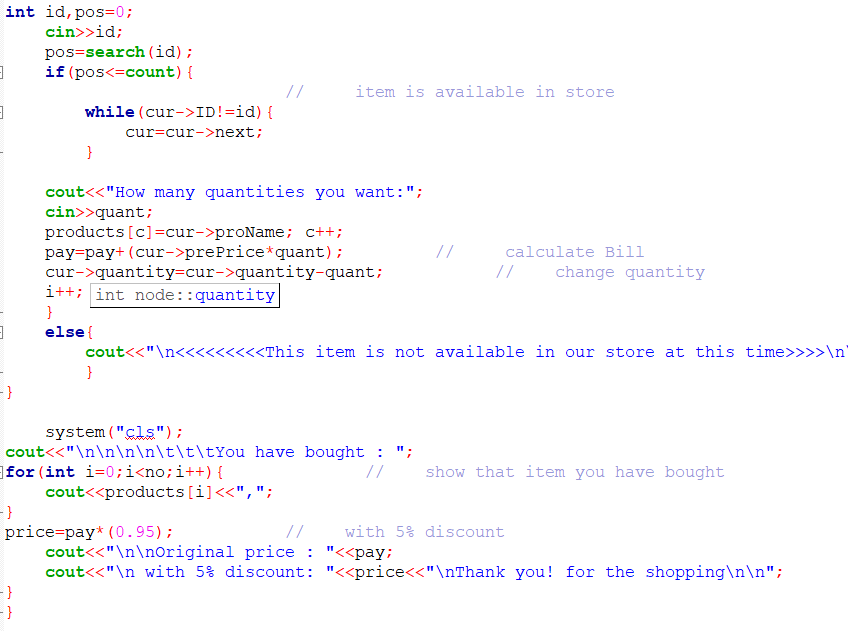 int id,pos=0;
cin>>id;
pos=search(id);
if(pos<=count){
// item is available in store
while(cur->ID!=id){
cur=cur->next;
}
cout<<"How many quantities you want:";
cin>>quant;
products[c]=cur->proName; c++;
pay=pay+(cur->prePrice*quant); // calculate Bill
cur->quantity=cur->quantity-quant; // change quantity
i++; int node::quantity
}
else{
cout<<"\n<<<<<<<<<This item is not available in our store at this time>>>>\n\
}
}
system("cls");
cout<<"\n\n\n\n\t\t\tYou have bought : ";
for(int i=0;i<no;i++){ // show that item you have bought
cout<<products[i]<<",";
}
price=pay*(0.95); // with 5% discount
cout<<"\n\nOriginal price : "<<pay;
cout<<"\n with 5% discount: "<<price<<"\nThank you! for the shopping\n\n";
}
}